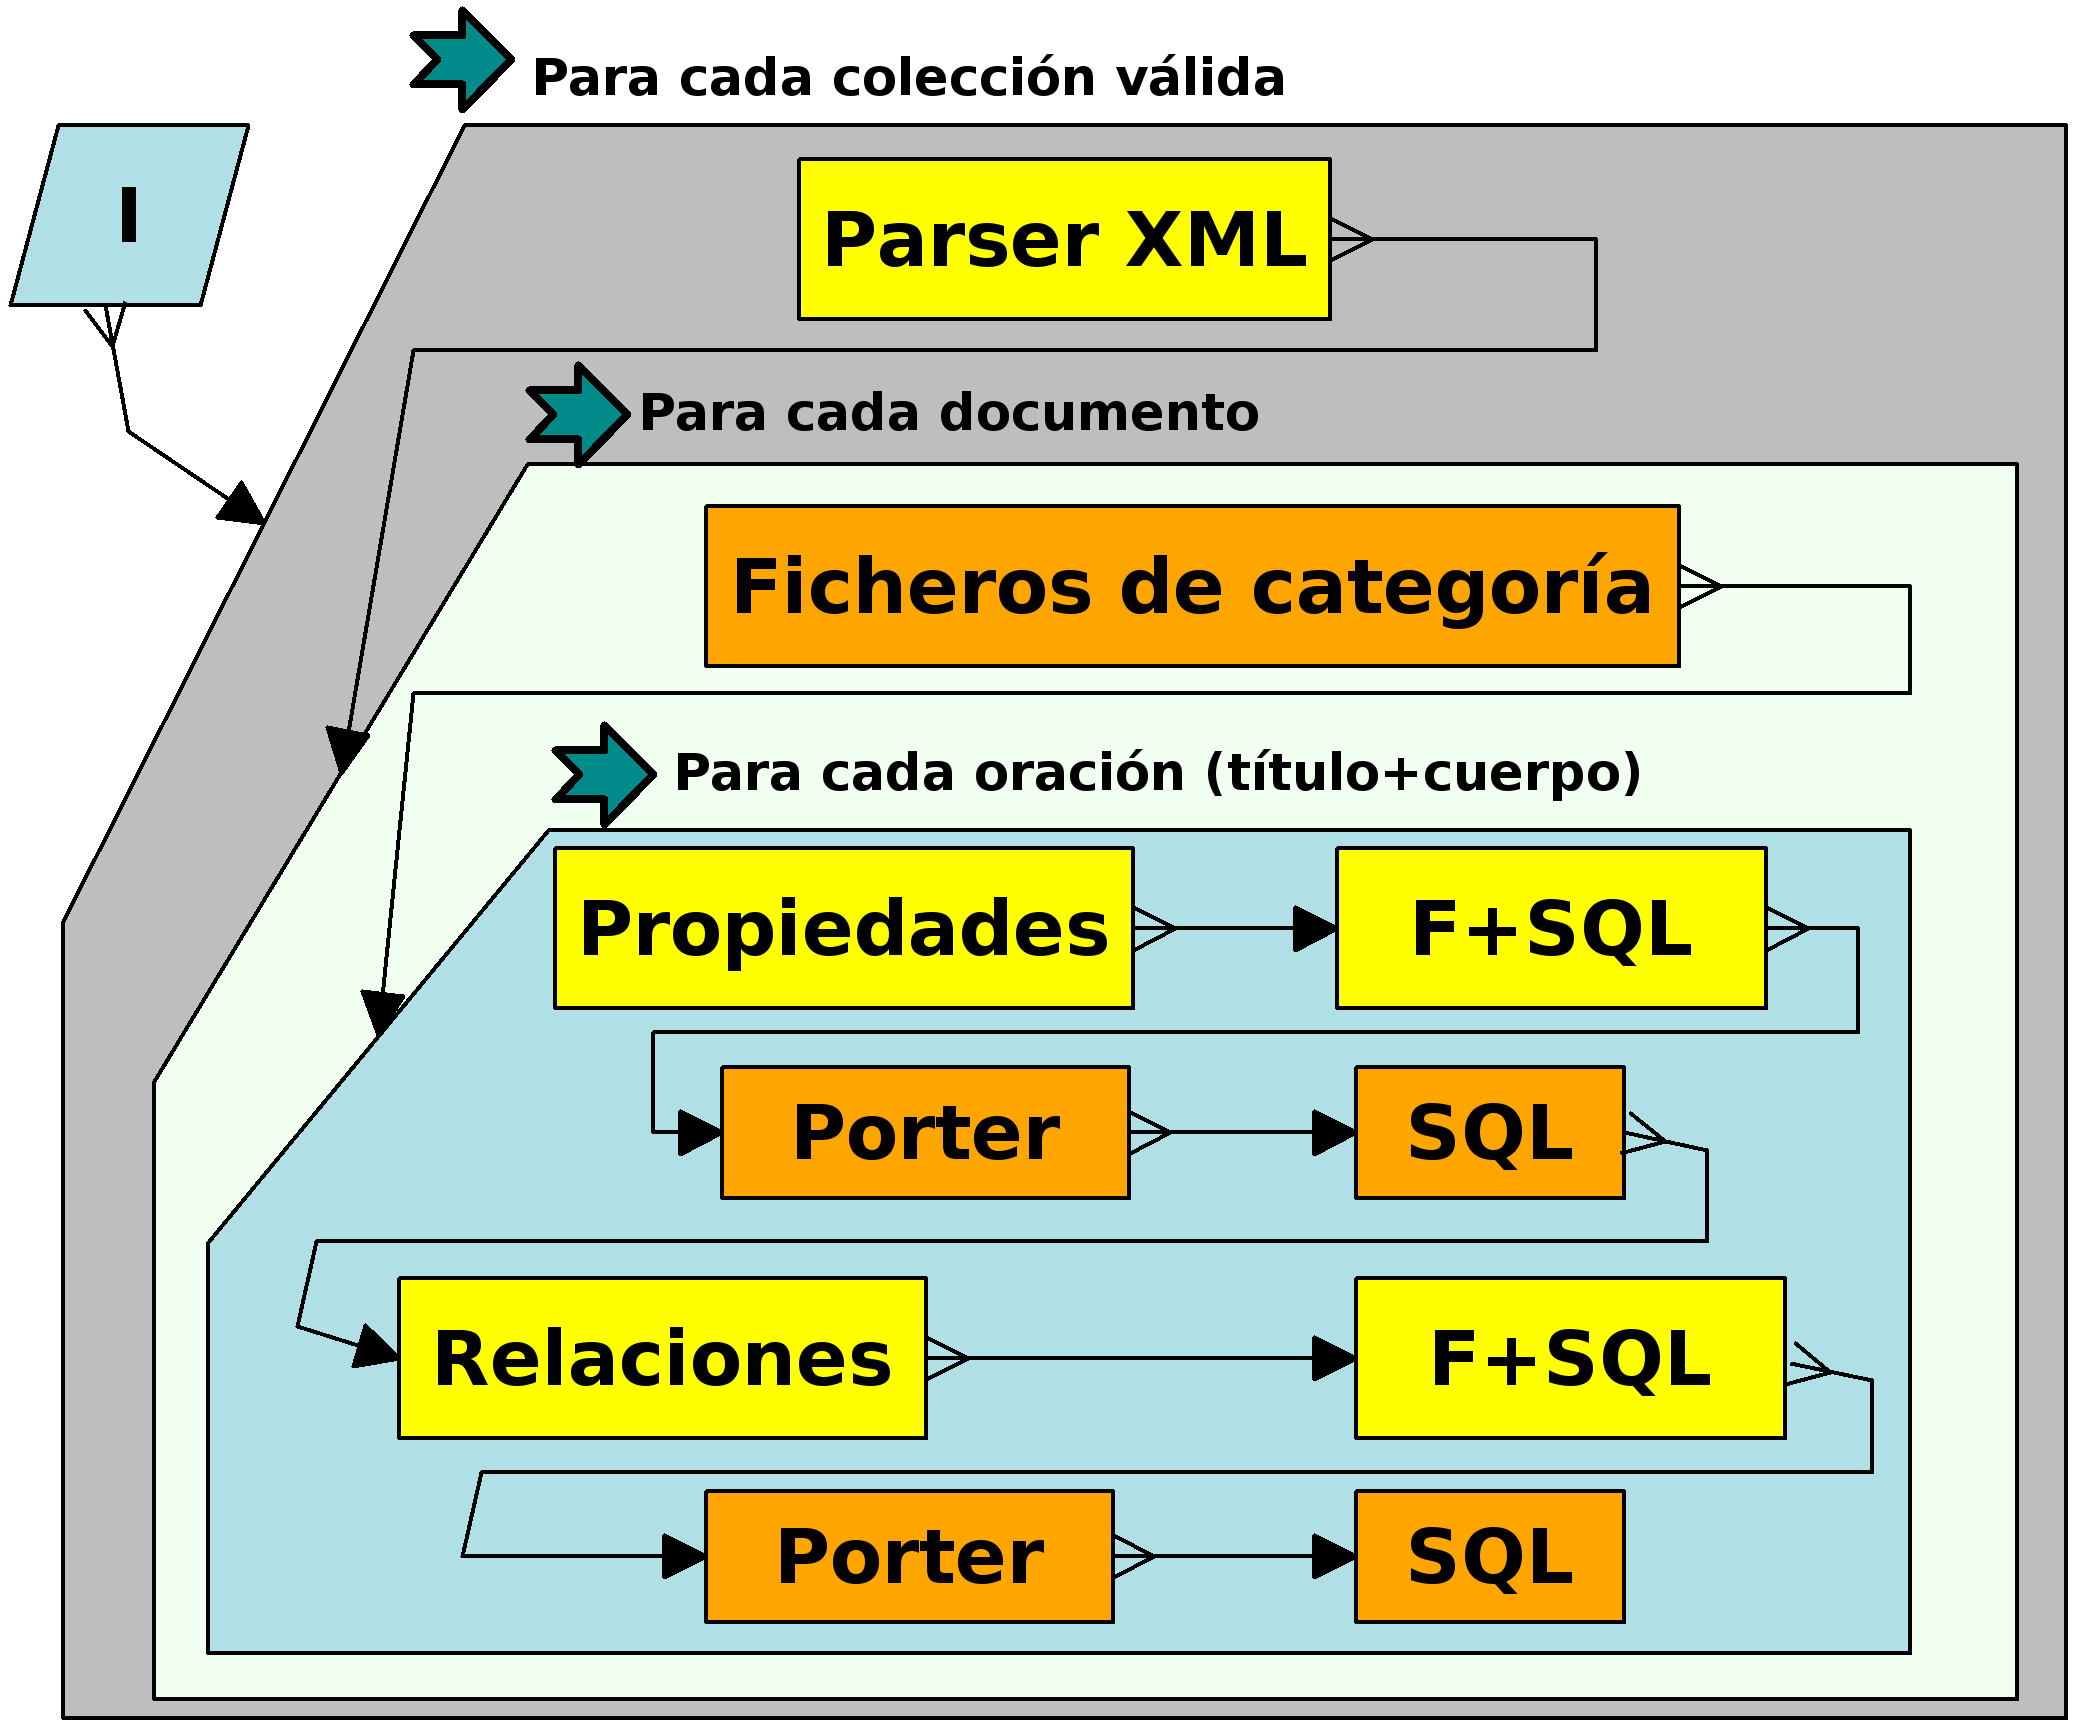 Para cada colección válida
I
Parser XML
Para cada documento
Ficheros de categoría
Para cada oración (título+cuerpo)
Propiedades
F+SQL
Porter
SQL
Relaciones
F+SQL
Porter
SQL